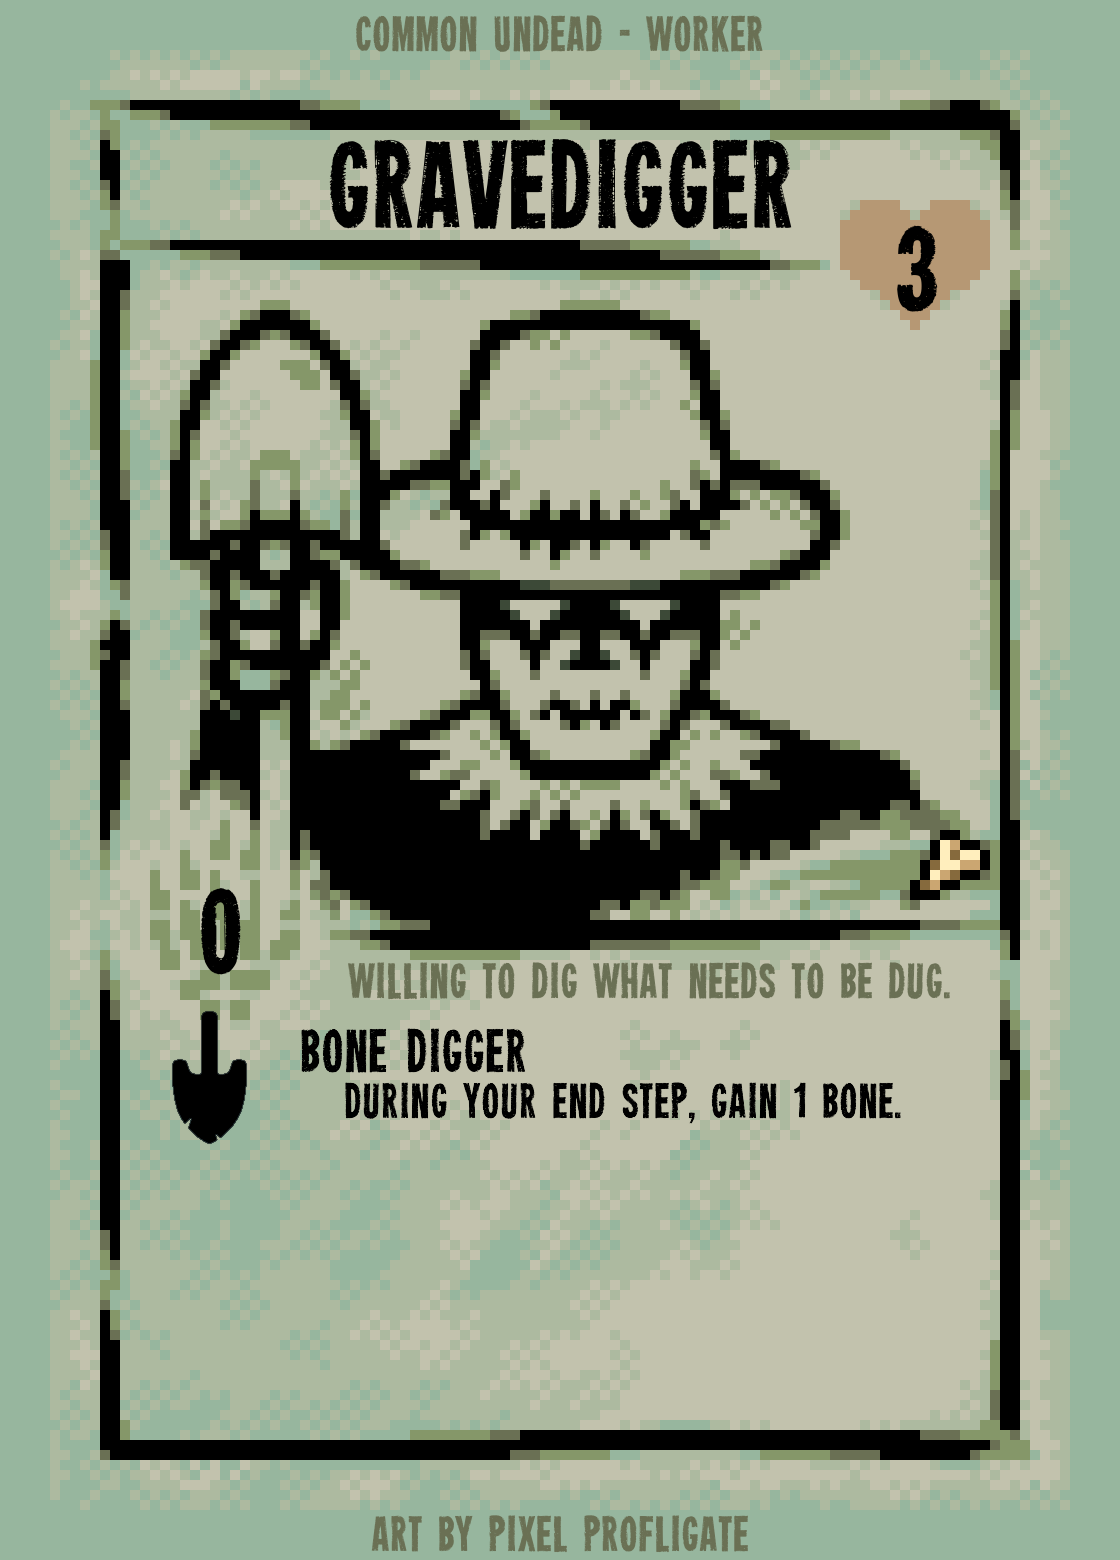 COMMON UNDEAD - WORKER
GRAVEDIGGER
3
0
WILLING TO DIG WHAT NEEDS TO BE DUG.
BONE DIGGER
DURING YOUR END STEP, GAIN 1 BONE.
ART BY PIXEL PROFLIGATE